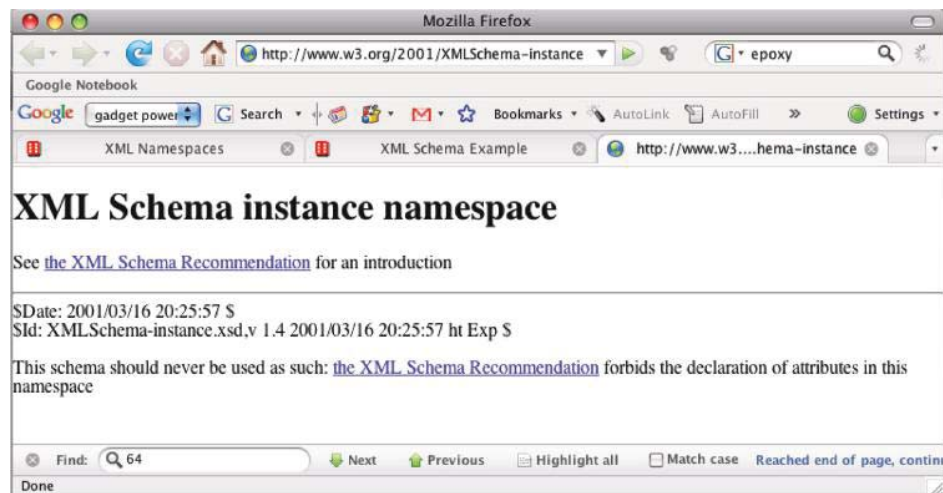 Mozilla Firefox
http://www.w3.org/2001/XMLSchema-instance
G epoxy
Google Notebook
Google gadget power G Search Bookmarks AutoLink AutoFill » Settings
XML Namespaces XML Schema Example http://www.w3....hema-instance
XML Schema instance namespace
See the XML Schema Recommendation for an introduction
$Date: 2001/03/16 20:25:57 $
$Id: XMLSchema-instance.xsd,v 1.4 2001/03/16 20:25:57 ht Exp $
This schema should never be used as such: the XML Schema Recommendation forbids the declaration of attributes in this
namespace
Find: 64 Next Previous Highlight all Match case Reached end of page, contin
Done